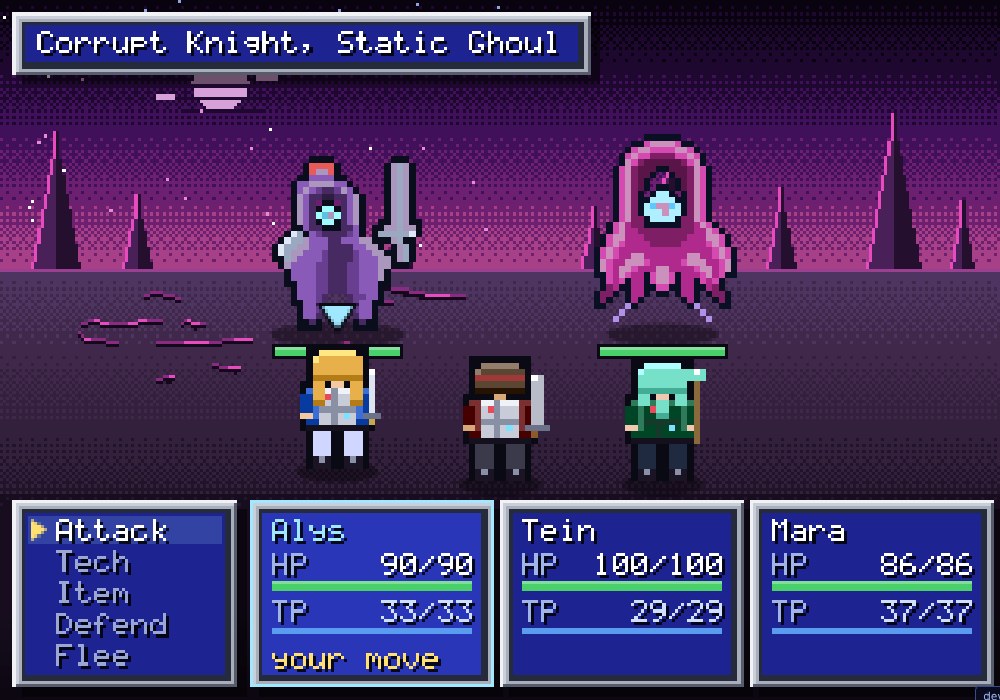 Corrupt Knight, Static Ghoul
Attack
Tech
Item
Defend
Flee
Alys
HP 90/90
TP 33/33
your move
Tein
HP 100/100
TP 29/29
Mara
HP 86/86
TP 37/37
dev